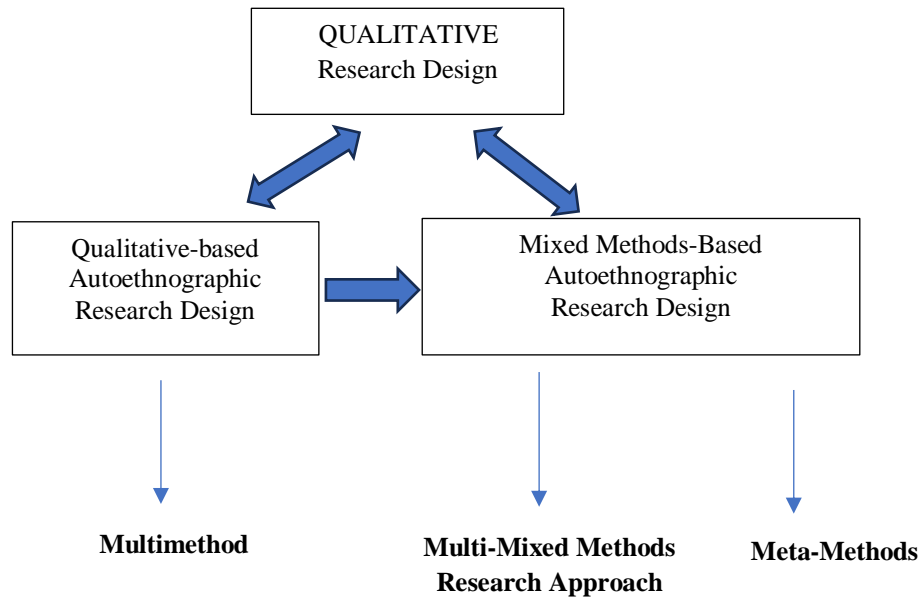 QUALITATIVE
Research Design
Qualitative-based
Autoethnographic
Research Design
Mixed Methods-Based
Autoethnographic
Research Design
Multimethod
Multi-Mixed Methods
Research Approach
Meta-Methods